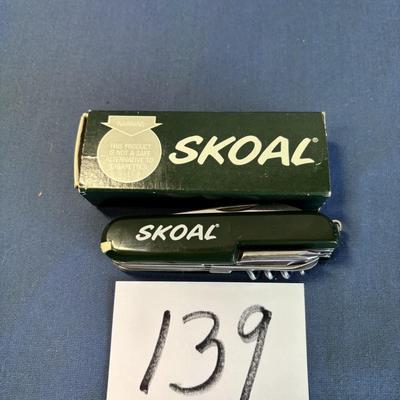 WARNING:
THIS PRODUCT
IS NOT A SAFE
ALTERNATIVE TO
CIGARETTES
SKOAL®
SKOAL®
139